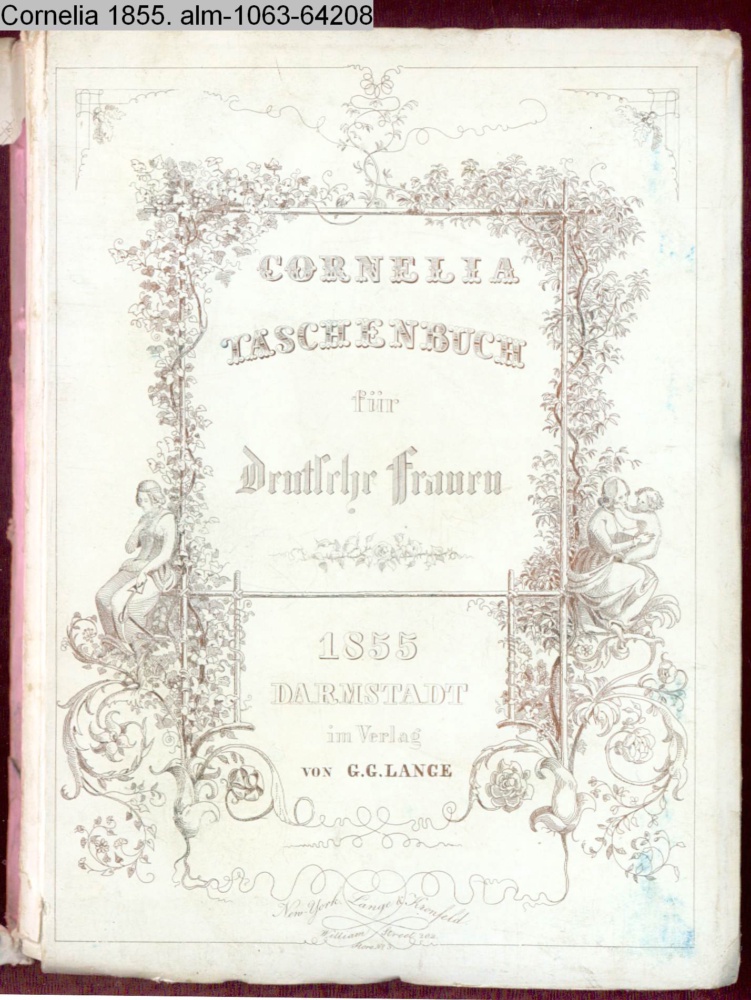 Cornelia 1855. alm-1063-64208
CORNELIA
TASCHENBUCH
für
Deutsche Frauen
1855
DARMSTADT
im Verlag
VON G.G.LANGE
New-York, Lange & Kronfeld
William Street 202